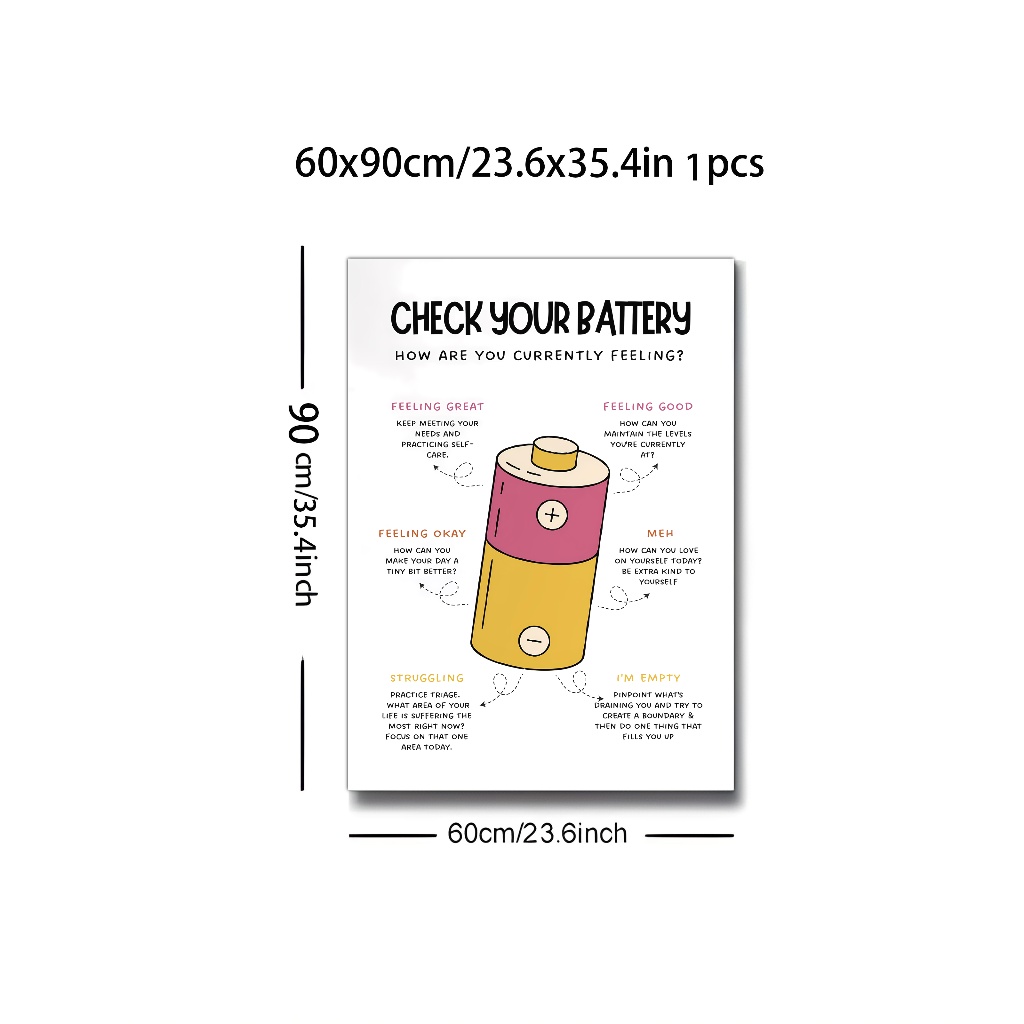 60x90cm/23.6x35.4in 1pcs
90 cm/35.4inch
CHECK YOUR BATTERY
HOW ARE YOU CURRENTLY FEELING?
FEELING GREAT
KEEP MEETING YOUR
NEEDS AND
PRACTICING SELF-
CARE.
FEELING GOOD
HOW CAN YOU
MAINTAIN THE LEVELS
YOU'RE CURRENTLY
AT?
+
FEELING OKAY
HOW CAN YOU
MAKE YOUR DAY A
TINY BIT BETTER?
MEH
HOW CAN YOU LOVE
ON YOURSELF TODAY?
BE EXTRA KIND TO
YOURSELF
−
STRUGGLING
PRACTICE TRIAGE.
WHAT AREA OF YOUR
LIFE IS SUFFERING THE
MOST RIGHT NOW?
FOCUS ON THAT ONE
AREA TODAY.
I'M EMPTY
PINPOINT WHAT'S
DRAINING YOU AND TRY TO
CREATE A BOUNDARY &
THEN DO ONE THING THAT
FILLS YOU UP
60cm/23.6inch